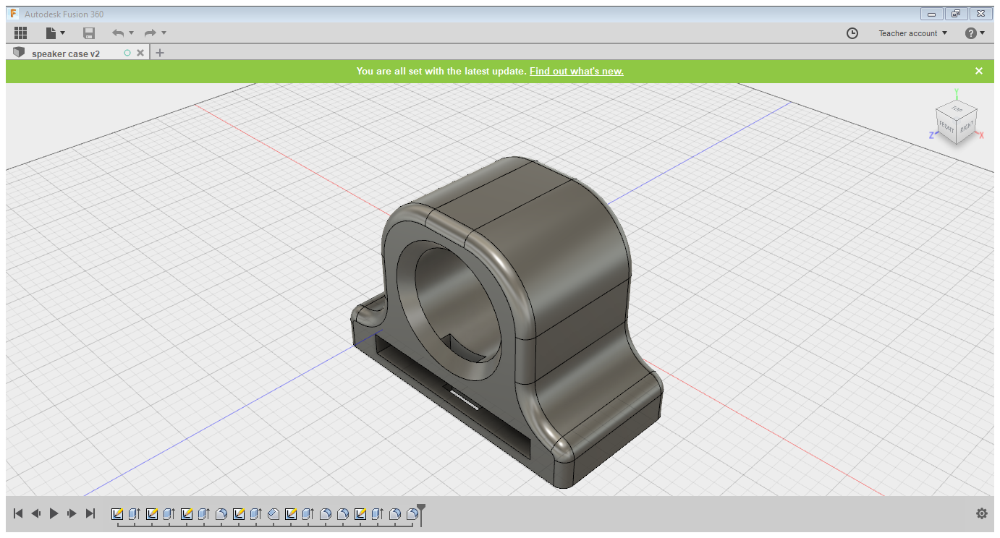 F Autodesk Fusion 360
Teacher account
?
speaker case v2
You are all set with the latest update. Find out what's new.
Y
TOP
FRONT
RIGHT
Z
X